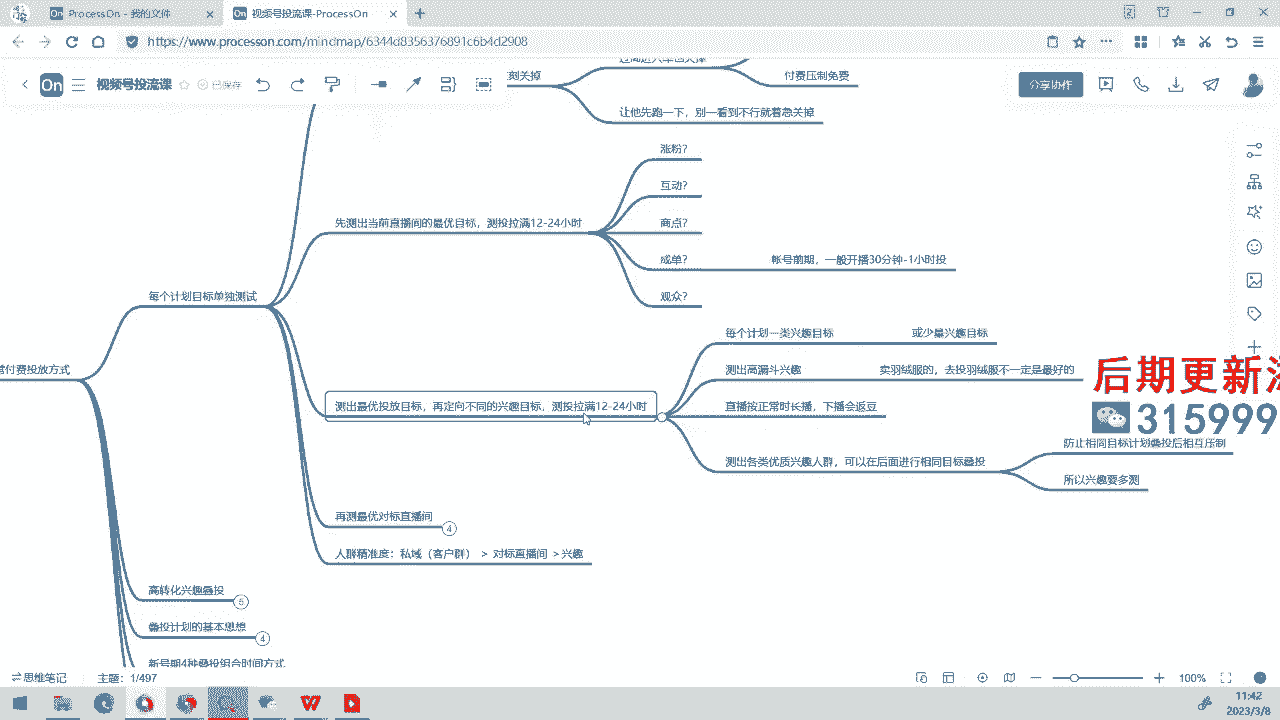 ProcessOn - 我的文件
视频号投流课-ProcessOn
https://www.processon.com/mindmap/6344d8356376891c6b4d2908
On
视频号投流课
已保存
分享协作
刻关掉
付费压制免费
让他先跑一下，别一看到不行就着急关掉
涨粉?
互动?
先测出当前直播间的最优目标，测投拉满12-24小时
商点?
成单?
帐号前期，一般开播30分钟-1小时投
观众?
每个计划目标单独测试
每个计划一类兴趣目标
或少量兴趣目标
付费投放方式
测出高漏斗兴趣
卖羽绒服的，去投羽绒服不一定是最好的
测出最优投放目标，再定向不同的兴趣目标，测投拉满12-24小时
直播按正常时长播，下播会返豆
后期更新添
315999
防止相同目标计划叠投后相互压制
测出各类优质兴趣人群，可以在后面进行相同目标叠投
所以兴趣要多测
再测最优对标直播间
4
人群精准度：私域（客户群） > 对标直播间 > 兴趣
高转化兴趣叠投
5
叠投计划的基本思想
4
新号期4种叠投组合时间方式
思维笔记
主题：1/497
100%
11:42
2023/3/8